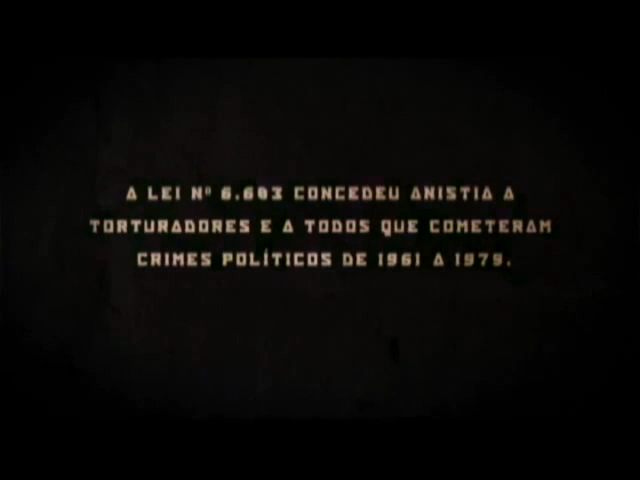 A LEI Nº 6.683 CONCEDEU ANISTIA A
TORTURADORES E A TODOS QUE COMETERAM
CRIMES POLÍTICOS DE 1961 A 1979.